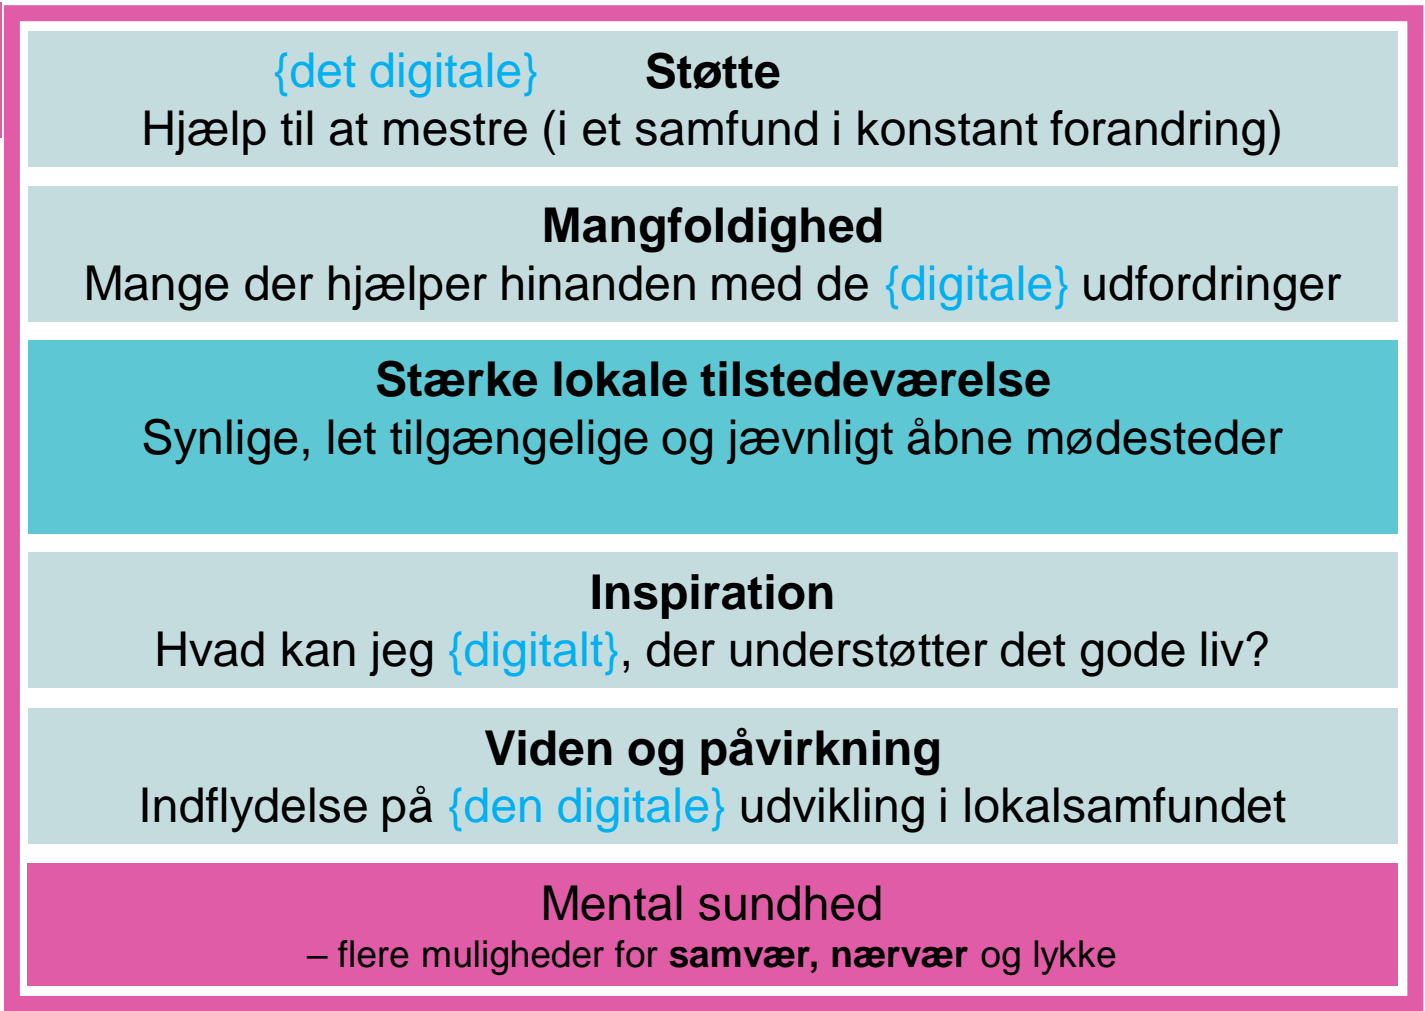 {det digitale} Støtte
Hjælp til at mestre (i et samfund i konstant forandring)
Mangfoldighed
Mange der hjælper hinanden med de {digitale} udfordringer
Stærke lokale tilstedeværelse
Synlige, let tilgængelige og jævnligt åbne mødesteder
Inspiration
Hvad kan jeg {digitalt}, der understøtter det gode liv?
Viden og påvirkning
Indflydelse på {den digitale} udvikling i lokalsamfundet
Mental sundhed
– flere muligheder for samvær, nærvær og lykke